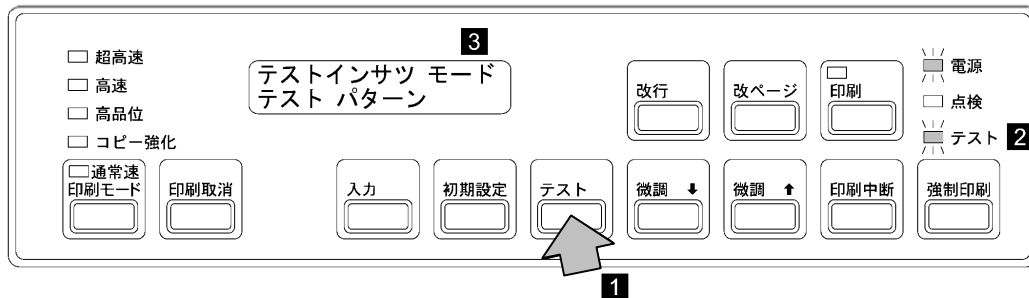 3
超高速
高速
高品位
コピー強化
テストインサツ モード
テスト パターン
改行
改ページ
印刷
電源
点検
テスト 2
通常速
印刷モード
印刷取消
入力
初期設定
テスト
微調 ⬇
微調 ⬆
印刷中断
強制印刷
1